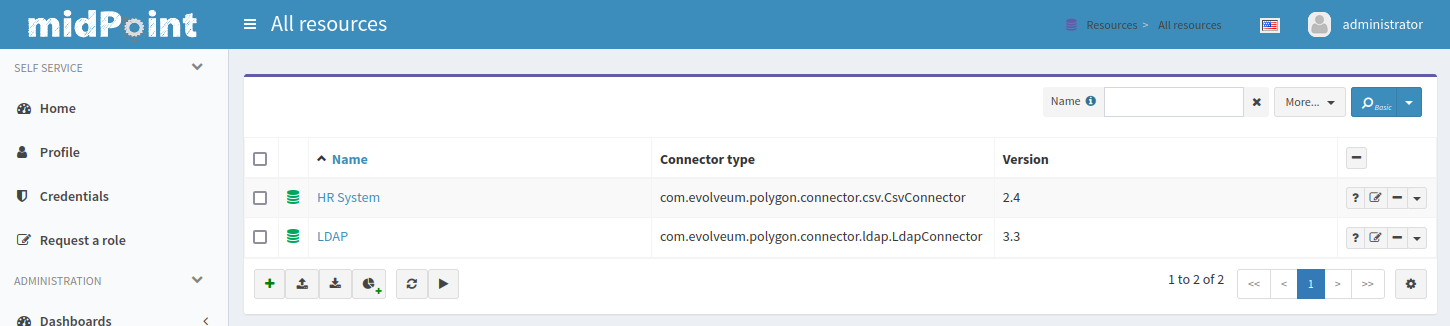 midPoint
All resources
Resources > All resources
administrator
SELF SERVICE
Home
Profile
Credentials
Request a role
ADMINISTRATION
Dashboards
Name
More...
Basic
Name Connector type Version
HR System com.evolveum.polygon.connector.csv.CsvConnector 2.4
LDAP com.evolveum.polygon.connector.ldap.LdapConnector 3.3
1 to 2 of 2
<< < 1 > >>